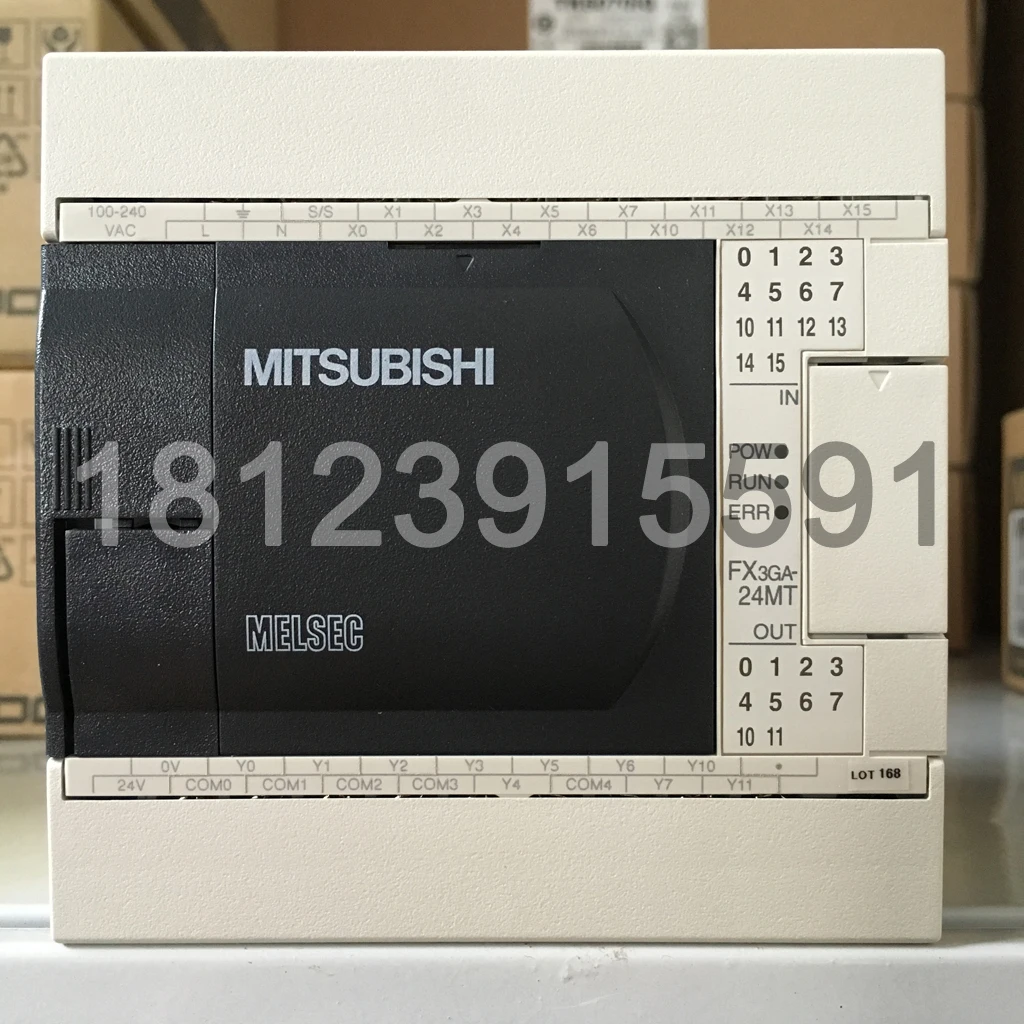 100-240 S/S X1 X3 X5 X7 X11 X13 X15
VAC L N X0 X2 X4 X6 X10 X12 X14
0 1 2 3
4 5 6 7
10 11 12 13
14 15
IN
MITSUBISHI
POW
RUN
ERR
18123915591
FX3GA-
24MT
MELSEC
OUT
0 1 2 3
4 5 6 7
10 11
0V Y0 Y1 Y2 Y3 Y5 Y6 Y10
24V COM0 COM1 COM2 COM3 Y4 COM4 Y7 Y11
LOT 168